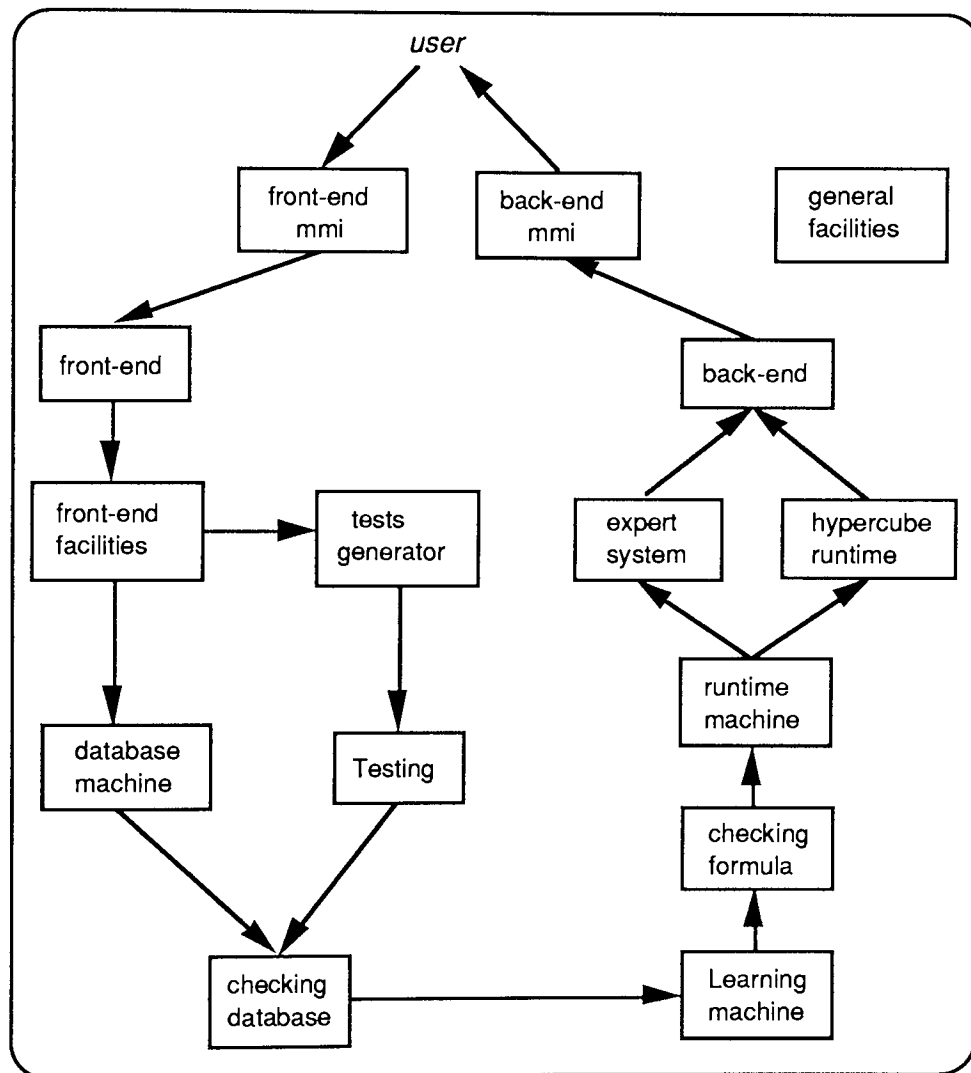 user
front-end
mmi
back-end
mmi
general
facilities
front-end
back-end
front-end
facilities
tests
generator
expert
system
hypercube
runtime
runtime
machine
database
machine
Testing
checking
formula
checking
database
Learning
machine